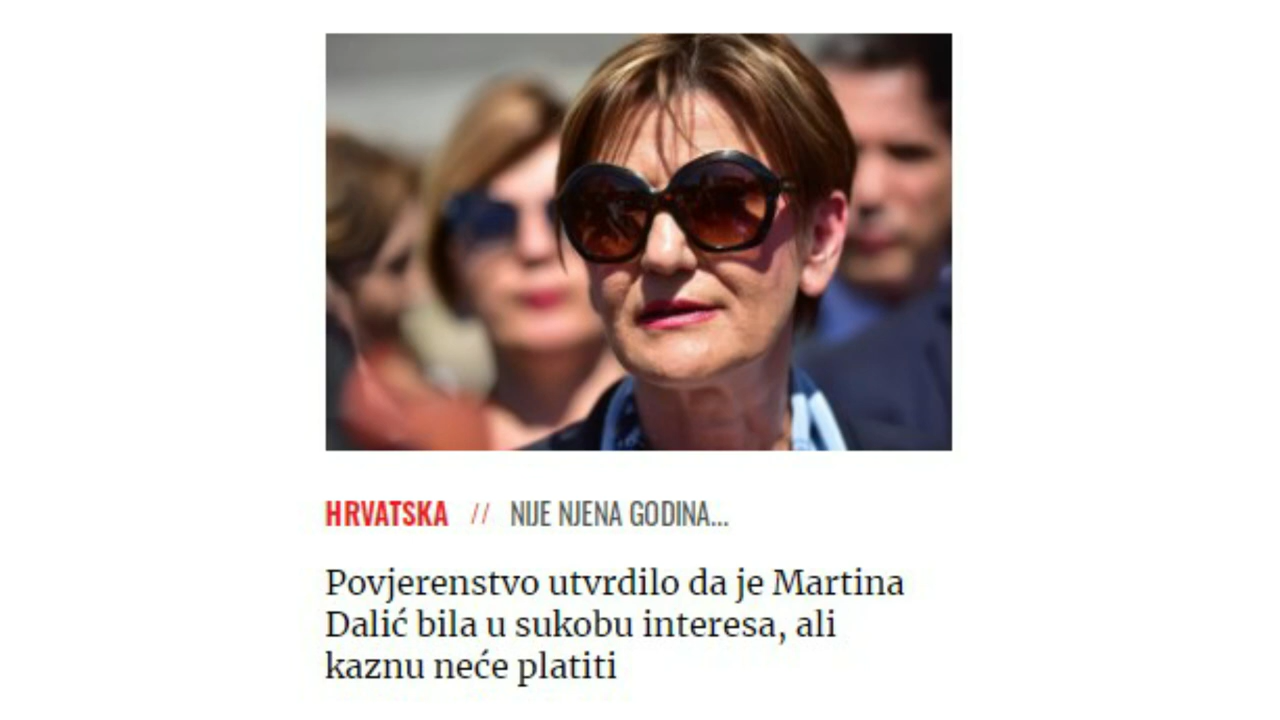 HRVATSKA // NIJE NJENA GODINA...
Povjerenstvo utvrdilo da je Martina
Dalić bila u sukobu interesa, ali
kaznu neće platiti